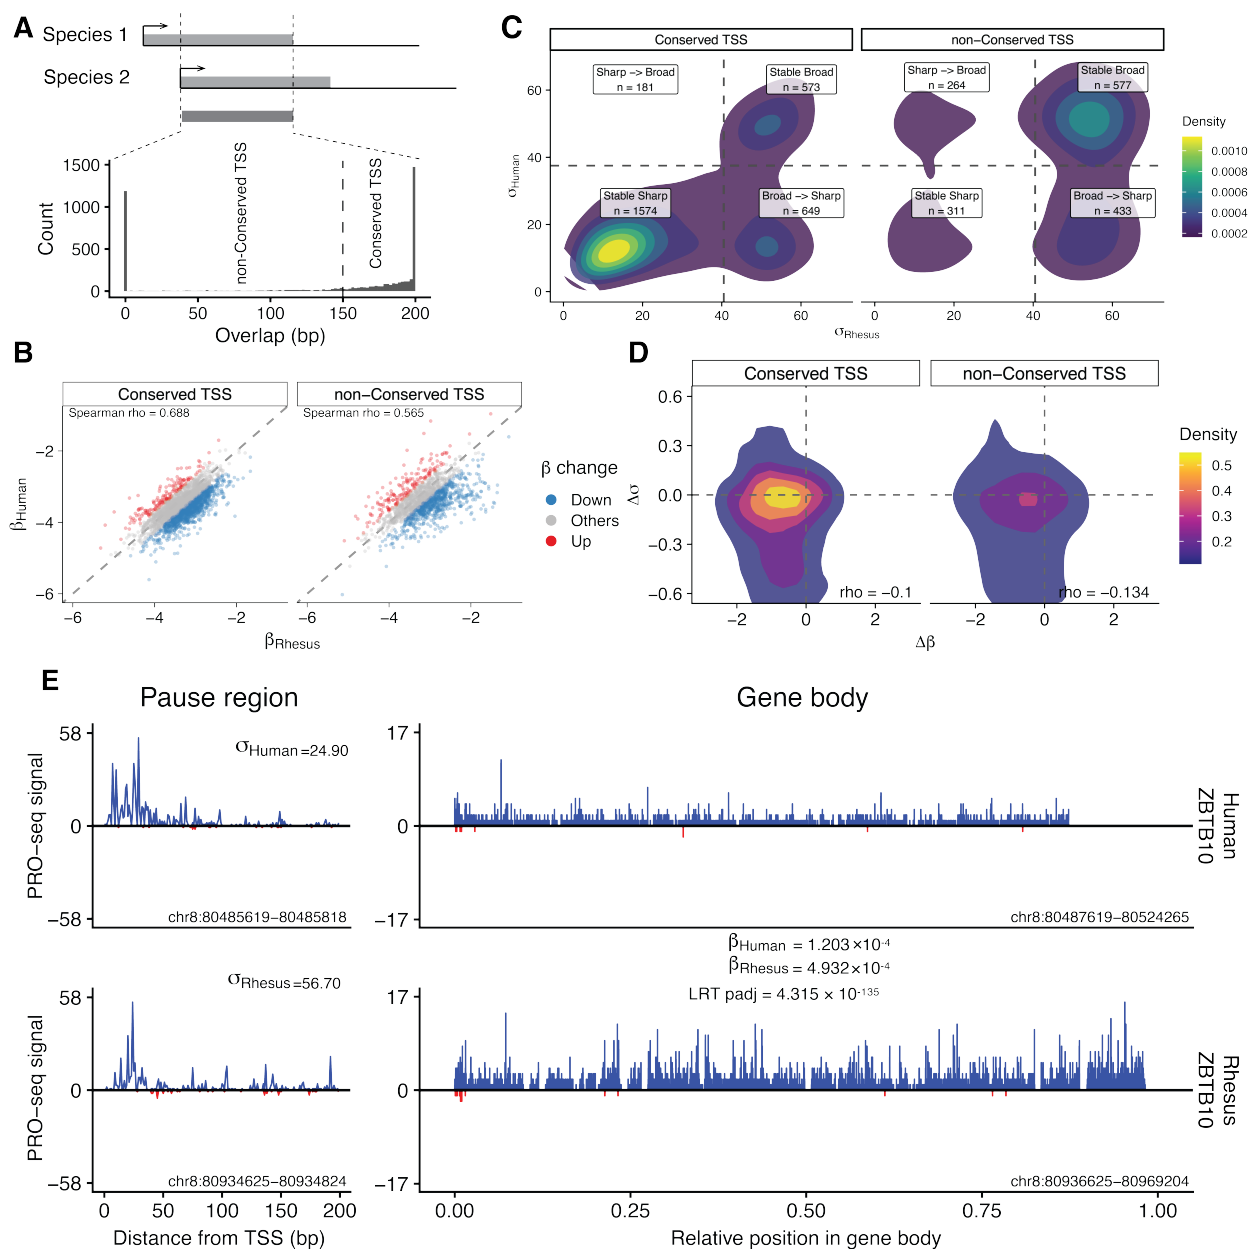 A
Species 1
Species 2
1500
1000
500
0
Count
non-Conserved TSS
Conserved TSS
0
50
100
150
200
Overlap (bp)
B
Conserved TSS
non-Conserved TSS
Spearman rho = 0.688
Spearman rho = 0.565
−2
−4
−6
βHuman
−6
−4
−2
−6
−4
−2
βRhesus
β change
Down
Others
Up
C
Conserved TSS
non-Conserved TSS
Sharp -> Broad
n = 181
Stable Broad
n = 573
Stable Sharp
n = 1574
Broad -> Sharp
n = 649
Sharp -> Broad
n = 264
Stable Broad
n = 577
Stable Sharp
n = 311
Broad -> Sharp
n = 433
60
40
20
0
σHuman
0
20
40
60
0
20
40
60
σRhesus
Density
0.0010
0.0008
0.0006
0.0004
0.0002
D
Conserved TSS
non-Conserved TSS
0.6
0.3
0.0
−0.3
−0.6
Δσ
rho = −0.1
rho = −0.134
−2
0
2
−2
0
2
Δβ
Density
0.5
0.4
0.3
0.2
E
Pause region
Gene body
58
0
−58
PRO-seq signal
σHuman=24.90
chr8:80485619-80485818
17
0
−17
chr8:80487619-80524265
Human
ZBTB10
βHuman = 1.203×10-4
βRhesus = 4.932×10-4
LRT padj = 4.315 × 10-135
58
0
−58
PRO-seq signal
σRhesus=56.70
chr8:80934625-80934824
17
0
−17
chr8:80936625-80969204
Rhesus
ZBTB10
0
50
100
150
200
Distance from TSS (bp)
0.00
0.25
0.50
0.75
1.00
Relative position in gene body